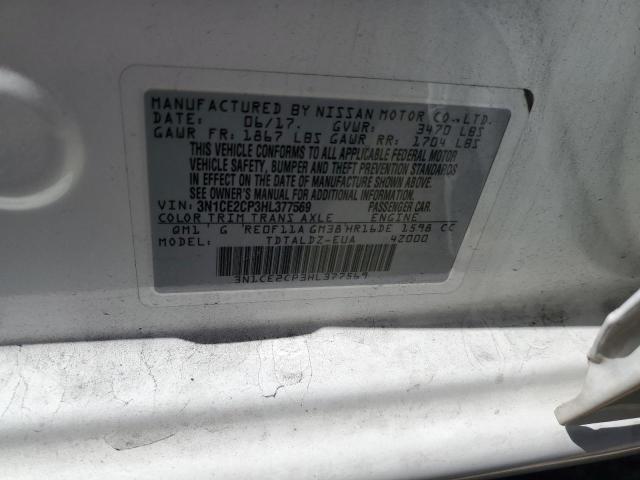 MANUFACTURED BY NISSAN MOTOR CO.,LTD.
DATE: 06/17. GVWR: 3470 LBS
GAWR FR: 1867 LBS GAWR RR: 1704 LBS
THIS VEHICLE CONFORMS TO ALL APPLICABLE FEDERAL MOTOR
VEHICLE SAFETY, BUMPER AND THEFT PREVENTION STANDARDS
IN EFFECT ON THE DATE OF MANUFACTURE SHOWN ABOVE.
SEE OWNER'S MANUAL FOR ADDITIONAL INFORMATION.
VIN: 3N1CE2CP3HL377569 PASSENGER CAR.
COLOR TRIM TRANS AXLE ENGINE
QM1 G RE0F11A GM38 HR16DE 1598 CC
MODEL: TDTALDZ-EUA 42000
3N1CE2CP3HL377569